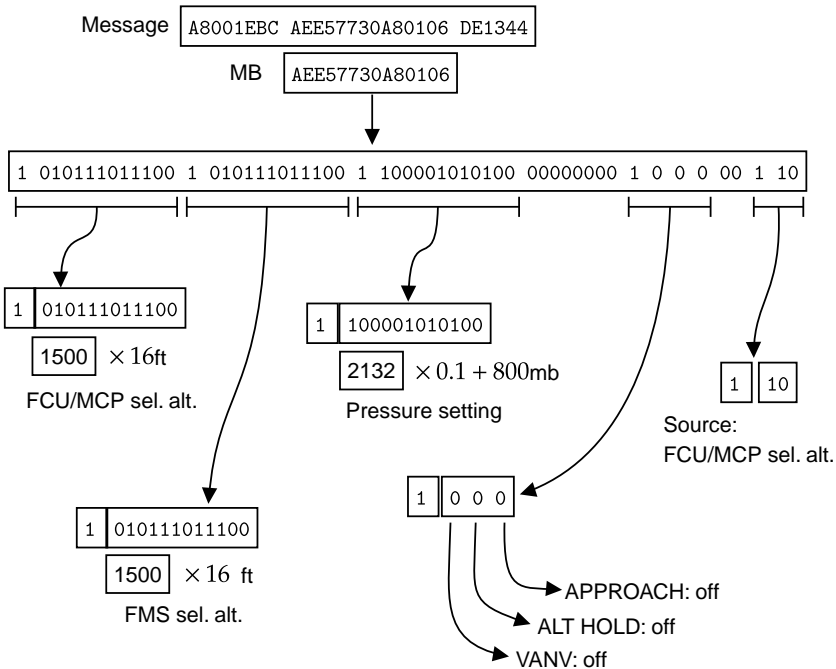 Message A8001EBC AEE57730A80106 DE1344
MB AEE57730A80106
1 010111011100 1 010111011100 1 100001010100 00000000 1 0 0 0 00 1 10
1 010111011100
1500 × 16ft
FCU/MCP sel. alt.
1 100001010100
2132 × 0.1 + 800mb
Pressure setting
1 10
Source:
FCU/MCP sel. alt.
1 0 0 0
1 010111011100
1500 × 16 ft
FMS sel. alt.
APPROACH: off
ALT HOLD: off
VANV: off